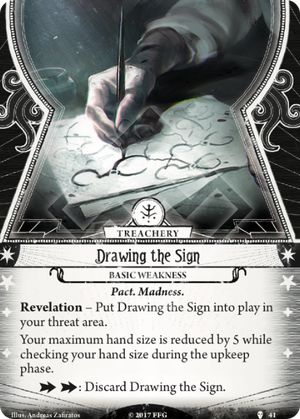 TREACHERY
Drawing the Sign
BASIC WEAKNESS
Pact. Madness.
Revelation – Put Drawing the Sign into play in
your threat area.
Your maximum hand size is reduced by 5 while
checking your hand size during the upkeep
phase.
: Discard Drawing the Sign.
Illus. Andreas Zafiratos
© 2017 FFG
41